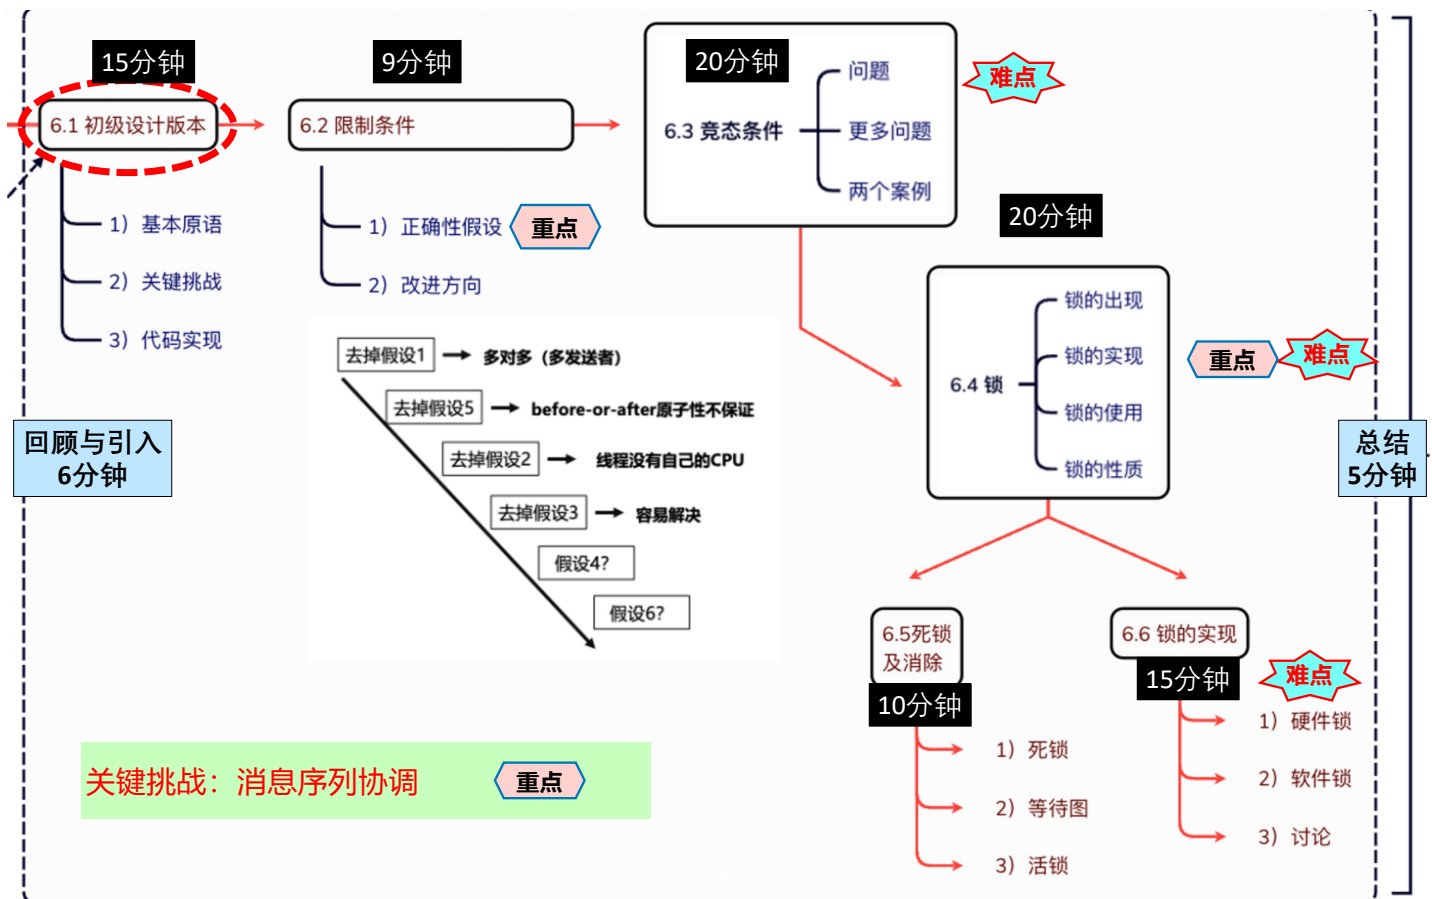 15分钟
6.1 初级设计版本
1）基本原语
2）关键挑战
3）代码实现
9分钟
6.2 限制条件
1）正确性假设
重点
2）改进方向
20分钟
难点
6.3 竞态条件
问题
更多问题
两个案例
去掉假设1
多对多（多发送者）
去掉假设5
before-or-after原子性不保证
去掉假设2
线程没有自己的CPU
去掉假设3
容易解决
假设4?
假设6?
20分钟
6.4 锁
锁的出现
锁的实现
锁的使用
锁的性质
重点
难点
回顾与引入
6分钟
总结
5分钟
6.5死锁
及消除
10分钟
1）死锁
2）等待图
3）活锁
6.6 锁的实现
15分钟
难点
1）硬件锁
2）软件锁
3）讨论
关键挑战：消息序列协调
重点